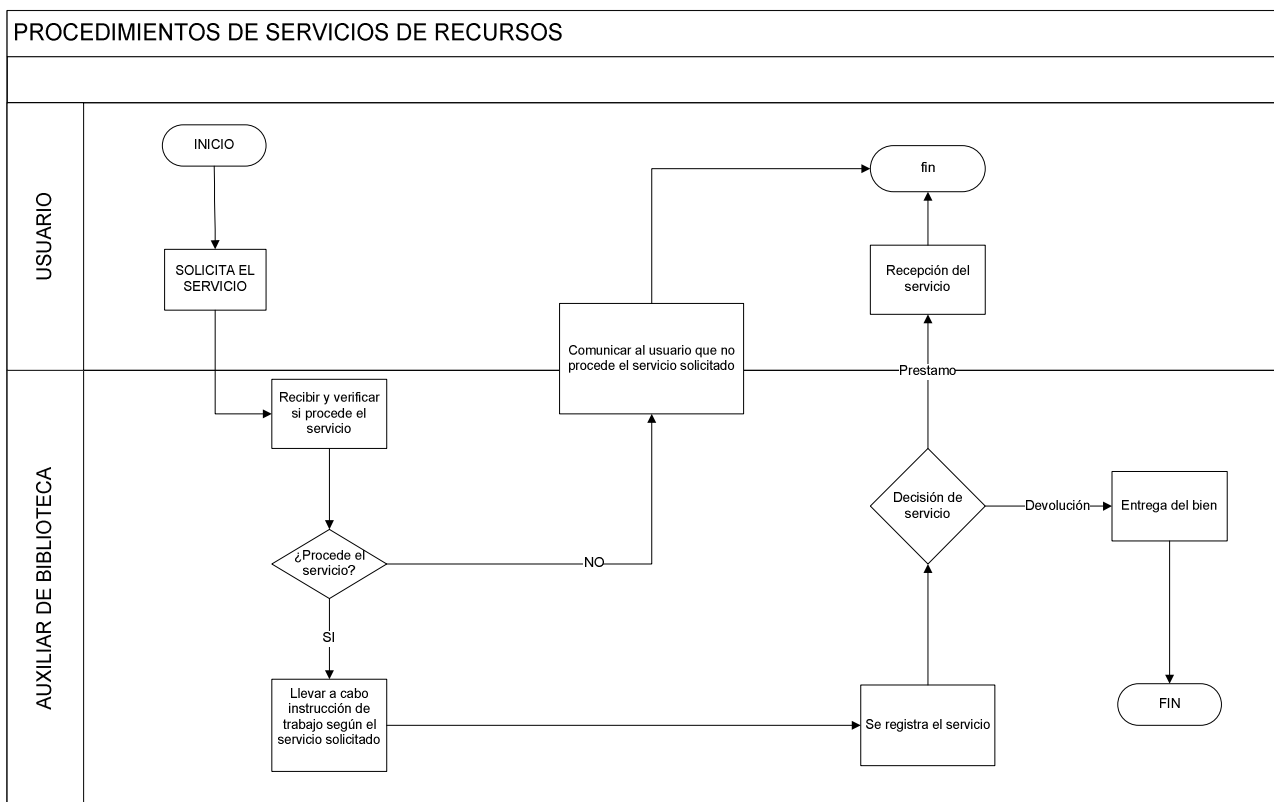 PROCEDIMIENTOS DE SERVICIOS DE RECURSOS
USUARIO
INICIO
fin
SOLICITA EL
SERVICIO
Recepción del
servicio
Comunicar al usuario que no
procede el servicio solicitado
Prestamo
AUXILIAR DE BIBLIOTECA
Recibir y verificar
si procede el
servicio
Decisión de
servicio
Devolución
Entrega del bien
¿Procede el
servicio?
NO
SI
Llevar a cabo
instrucción de
trabajo según el
servicio solicitado
Se registra el servicio
FIN